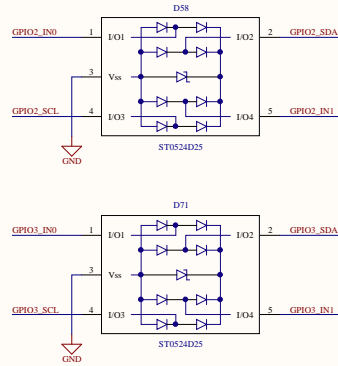 D58
GPIO2_IN0 1 I/O1 I/O2 2 GPIO2_SDA
3 Vss
GPIO2_SCL 4 I/O3 I/O4 5 GPIO2_IN1
GND
ST0524D25
D71
GPIO3_IN0 1 I/O1 I/O2 2 GPIO3_SDA
3 Vss
GPIO3_SCL 4 I/O3 I/O4 5 GPIO3_IN1
GND
ST0524D25